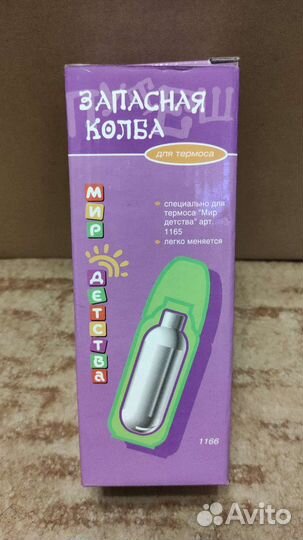 ЗАПАСНАЯ
КОЛБА
для термоса
специально для
термоса "Мир
детства" арт.
1165
легко меняется
МИР
ДЕТСТВА
1166
Avito